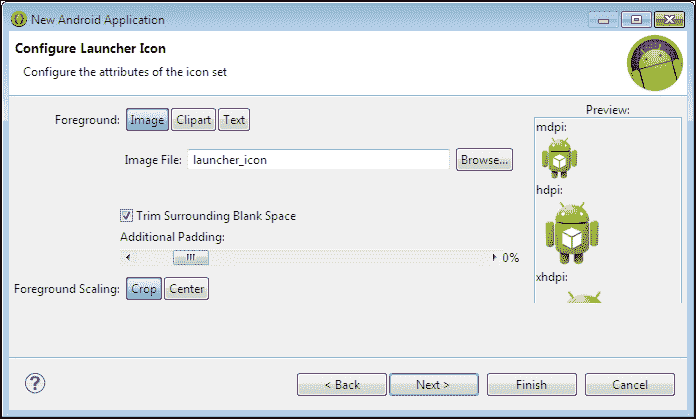 New Android Application
Configure Launcher Icon
Configure the attributes of the icon set
Foreground: Image Clipart Text
Preview:
mdpi:
Image File: launcher_icon Browse...
hdpi:
Trim Surrounding Blank Space
Additional Padding:
0%
xhdpi:
Foreground Scaling: Crop Center
? < Back Next > Finish Cancel